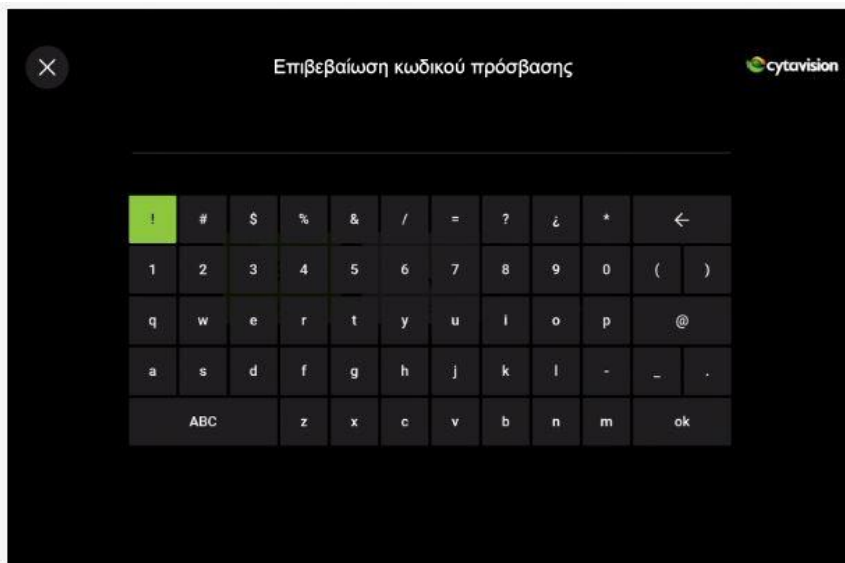 Επιβεβαίωση κωδικού πρόσβασης
cytavision
! # $ % & / = ? ¿ * ←
1 2 3 4 5 6 7 8 9 0 ( )
q w e r t y u i o p @
a s d f g h j k l - _ .
ABC z x c v b n m ok